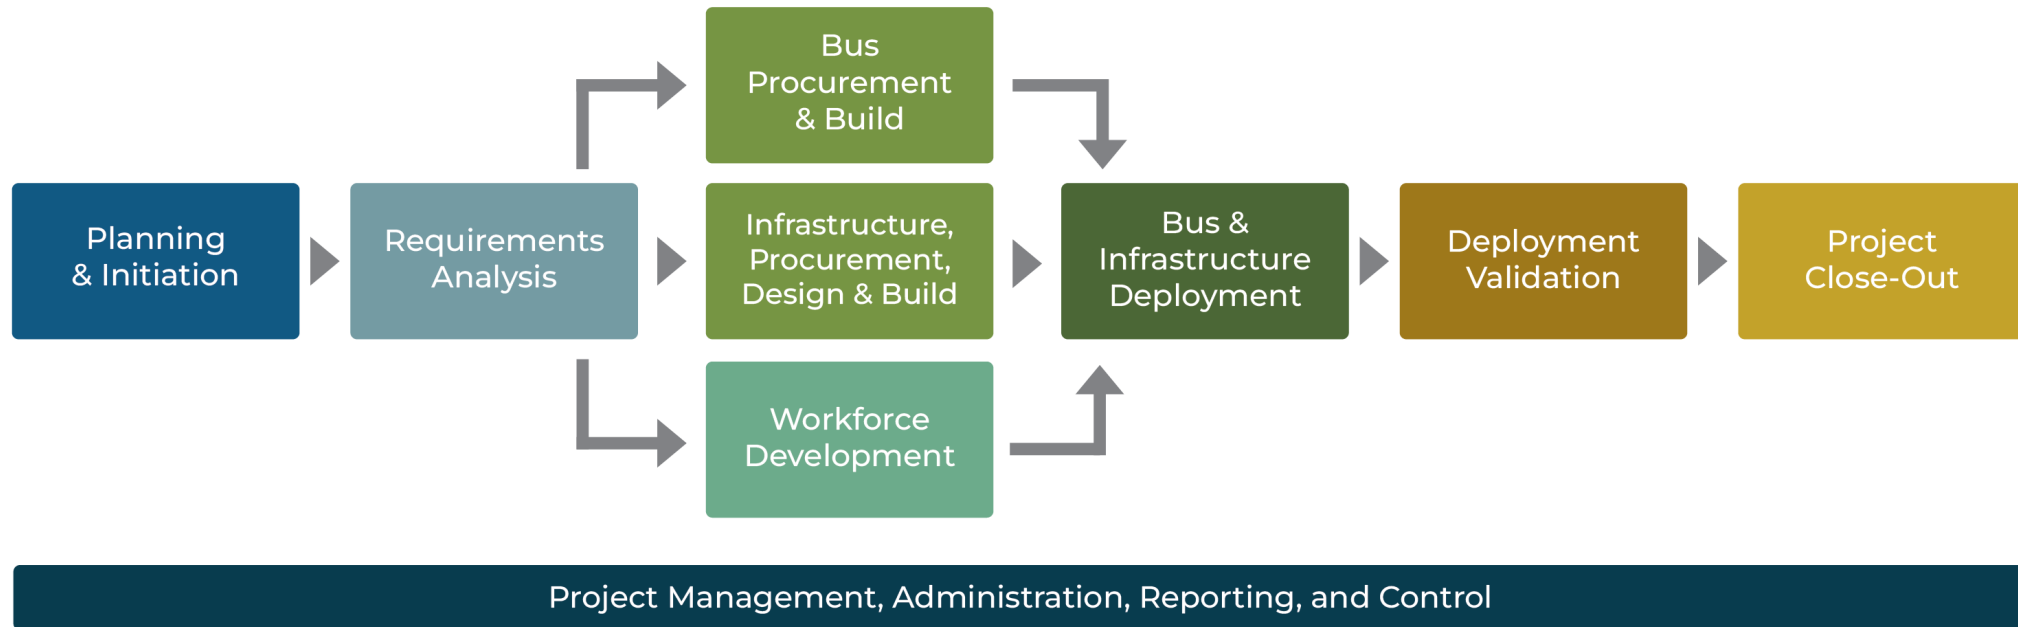 Planning
& Initiation
Requirements
Analysis
Bus
Procurement
& Build
Infrastructure,
Procurement,
Design & Build
Workforce
Development
Bus &
Infrastructure
Deployment
Deployment
Validation
Project
Close-Out
Project Management, Administration, Reporting, and Control